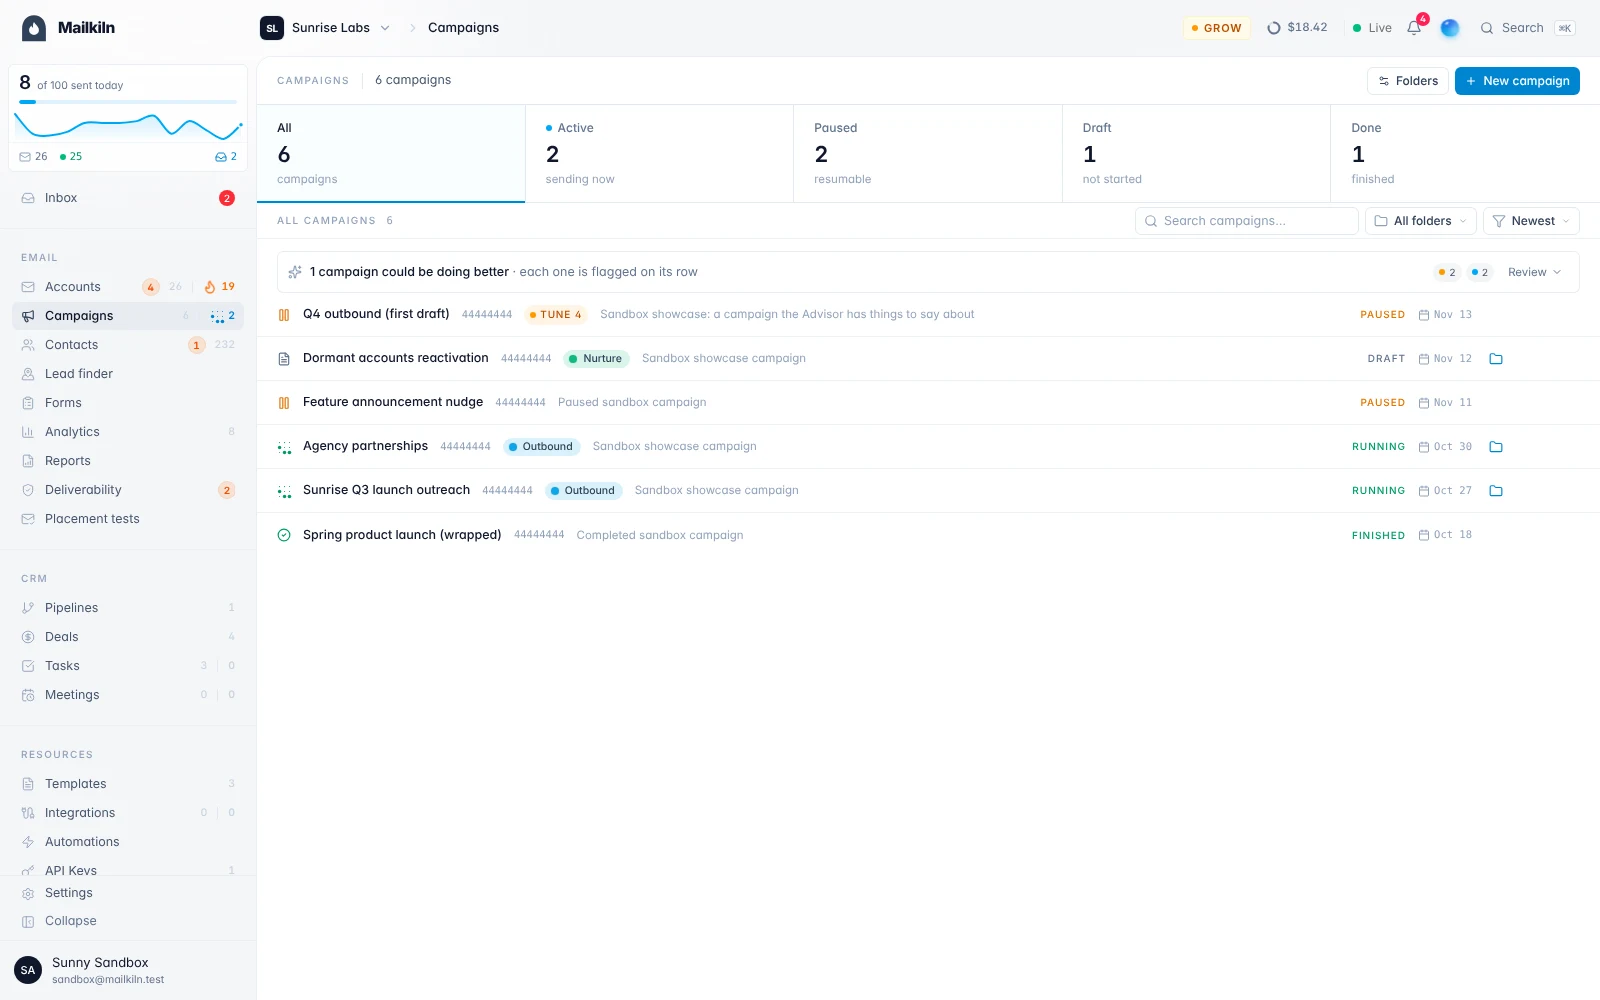 Mailkiln
SL Sunrise Labs Campaigns
GROW $18.42 Live 4 Search ⌘K
8 of 100 sent today
26 25 2
Inbox 2
EMAIL
Accounts 4 26 19
Campaigns 6 2
Contacts 1 232
Lead finder
Forms
Analytics 8
Reports
Deliverability 2
Placement tests
CRM
Pipelines 1
Deals 4
Tasks 3 0
Meetings 0 0
RESOURCES
Templates 3
Integrations 0 0
Automations
API Keys 1
Settings
Collapse
SA Sunny Sandbox
sandbox@mailkiln.test
CAMPAIGNS 6 campaigns Folders + New campaign
All
6
campaigns
Active
2
sending now
Paused
2
resumable
Draft
1
not started
Done
1
finished
ALL CAMPAIGNS 6 Search campaigns... All folders Newest
1 campaign could be doing better · each one is flagged on its row 2 2 Review
Q4 outbound (first draft) 44444444 TUNE 4 Sandbox showcase: a campaign the Advisor has things to say about PAUSED Nov 13
Dormant accounts reactivation 44444444 Nurture Sandbox showcase campaign DRAFT Nov 12
Feature announcement nudge 44444444 Paused sandbox campaign PAUSED Nov 11
Agency partnerships 44444444 Outbound Sandbox showcase campaign RUNNING Oct 30
Sunrise Q3 launch outreach 44444444 Outbound Sandbox showcase campaign RUNNING Oct 27
Spring product launch (wrapped) 44444444 Completed sandbox campaign FINISHED Oct 18